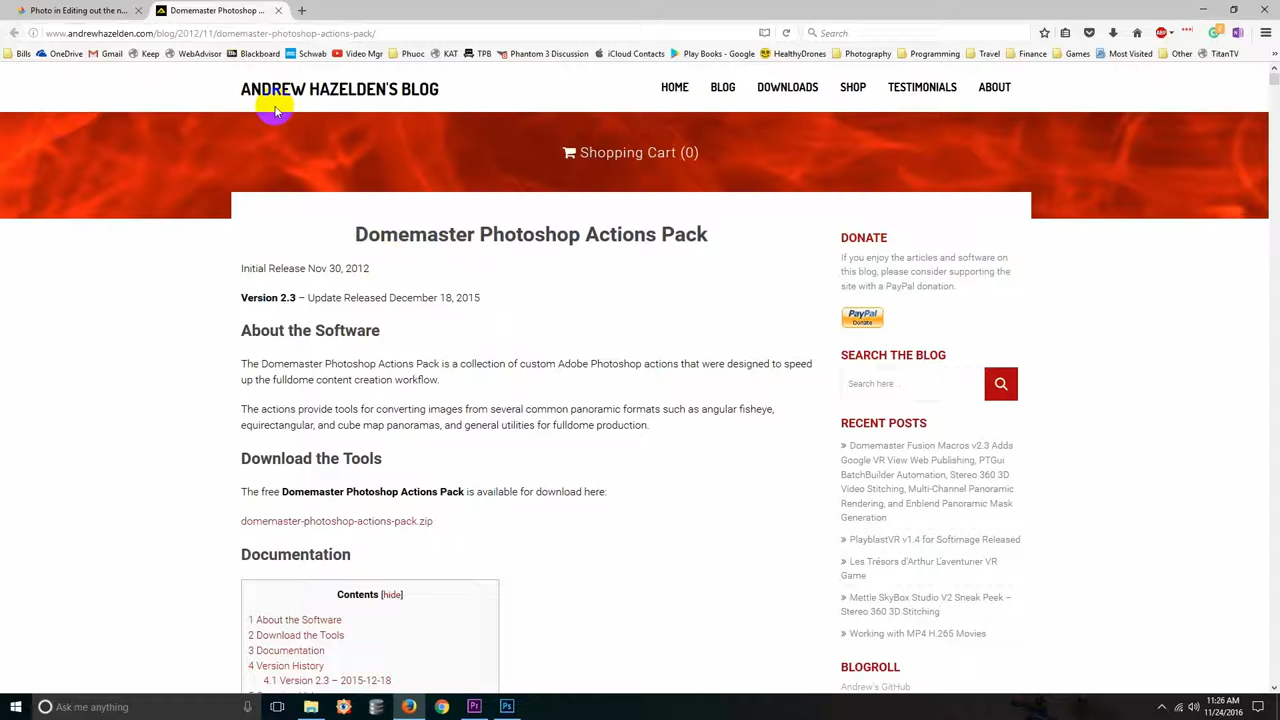 Photo in Editing out the n...
Domemaster Photoshop ...
www.andrewhazelden.com/blog/2012/11/domemaster-photoshop-actions-pack/
Search
Bills OneDrive Gmail Keep WebAdvisor Blackboard Schwab Video Mgr Phuoc KAT TPB Phantom 3 Discussion iCloud Contacts Play Books - Google HealthyDrones Photography Programming Travel Finance Games Most Visited Other TitanTV
ANDREW HAZELDEN'S BLOG
HOME BLOG DOWNLOADS SHOP TESTIMONIALS ABOUT
Shopping Cart (0)
Domemaster Photoshop Actions Pack
Initial Release Nov 30, 2012
Version 2.3 – Update Released December 18, 2015
About the Software
The Domemaster Photoshop Actions Pack is a collection of custom Adobe Photoshop actions that were designed to speed
up the fulldome content creation workflow.
The actions provide tools for converting images from several common panoramic formats such as angular fisheye,
equirectangular, and cube map panoramas, and general utilities for fulldome production.
Download the Tools
The free Domemaster Photoshop Actions Pack is available for download here:
domemaster-photoshop-actions-pack.zip
Documentation
Contents [hide]
1 About the Software
2 Download the Tools
3 Documentation
4 Version History
4.1 Version 2.3 – 2015-12-18
DONATE
If you enjoy the articles and software on
this blog, please consider supporting the
site with a PayPal donation.
PayPal
Donate
SEARCH THE BLOG
Search here ...
RECENT POSTS
» Domemaster Fusion Macros v2.3 Adds
Google VR View Web Publishing, PTGui
BatchBuilder Automation, Stereo 360 3D
Video Stitching, Multi-Channel Panoramic
Rendering, and Enblend Panoramic Mask
Generation
» PlayblastVR v1.4 for Softimage Released
» Les Trésors d'Arthur L'aventurier VR
Game
» Mettle SkyBox Studio V2 Sneak Peek –
Stereo 360 3D Stitching
» Working with MP4 H.265 Movies
BLOGROLL
Andrew's GitHub
Ask me anything
Pr
Ps
11:26 AM
11/24/2016